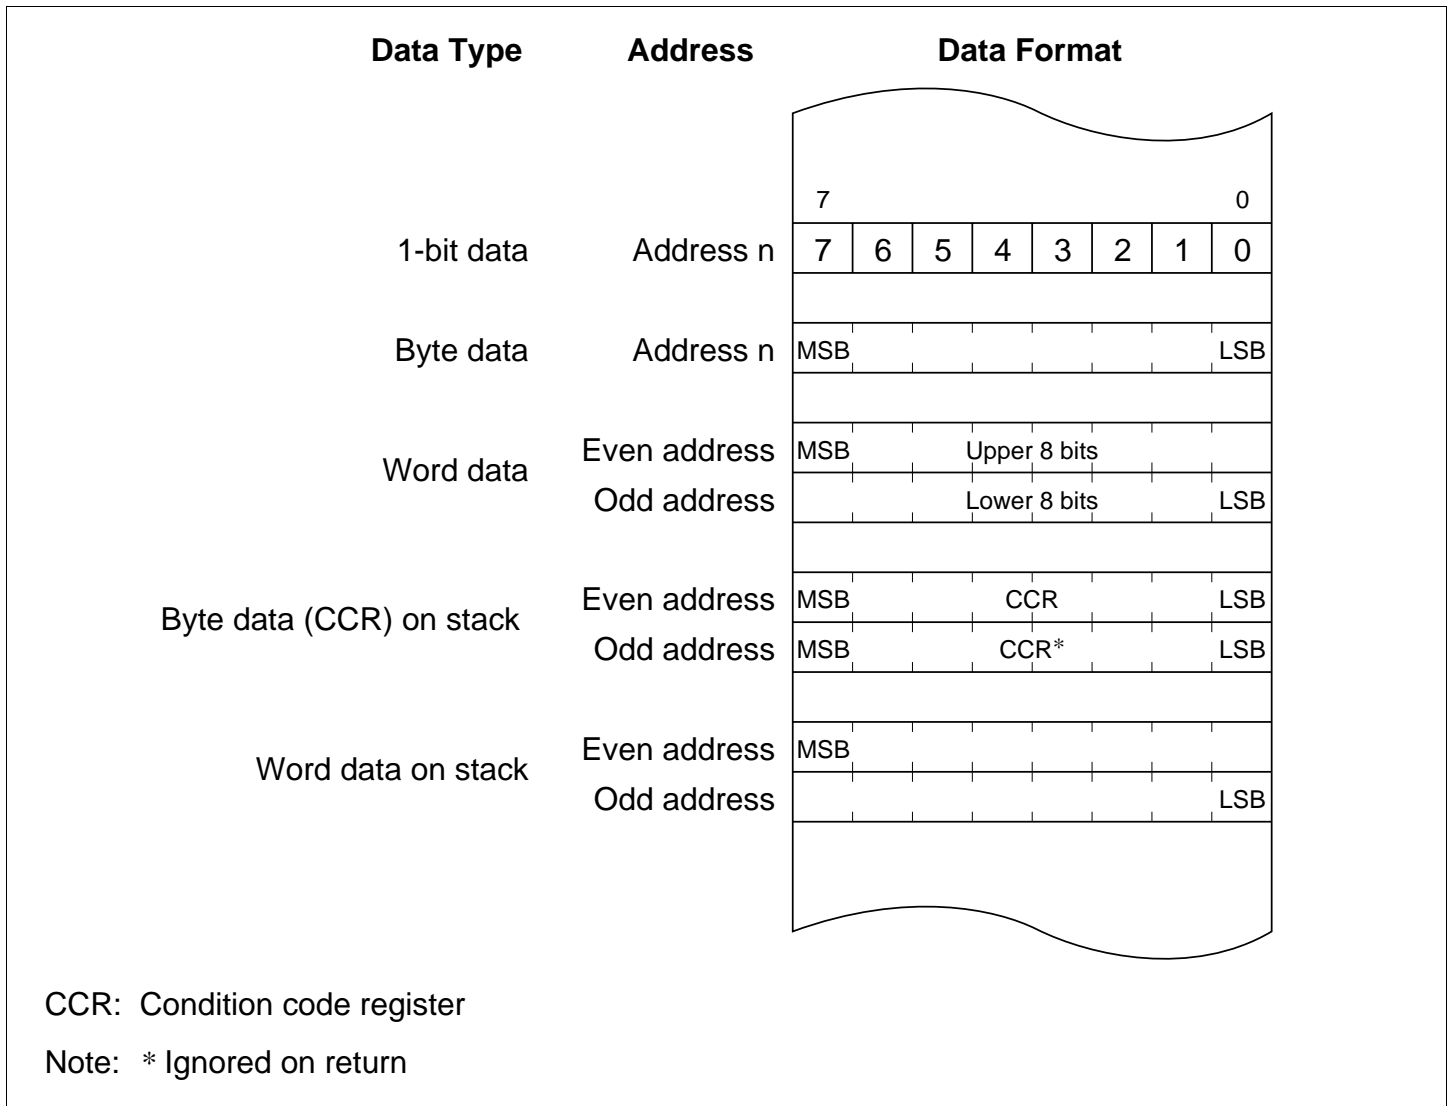 Data Type Address Data Format
7 0
1-bit data Address n 7 6 5 4 3 2 1 0
Byte data Address n MSB LSB
Word data
Even address MSB Upper 8 bits
Odd address Lower 8 bits LSB
Byte data (CCR) on stack
Even address MSB CCR LSB
Odd address MSB CCR* LSB
Word data on stack
Even address MSB
Odd address LSB
CCR: Condition code register
Note: * Ignored on return